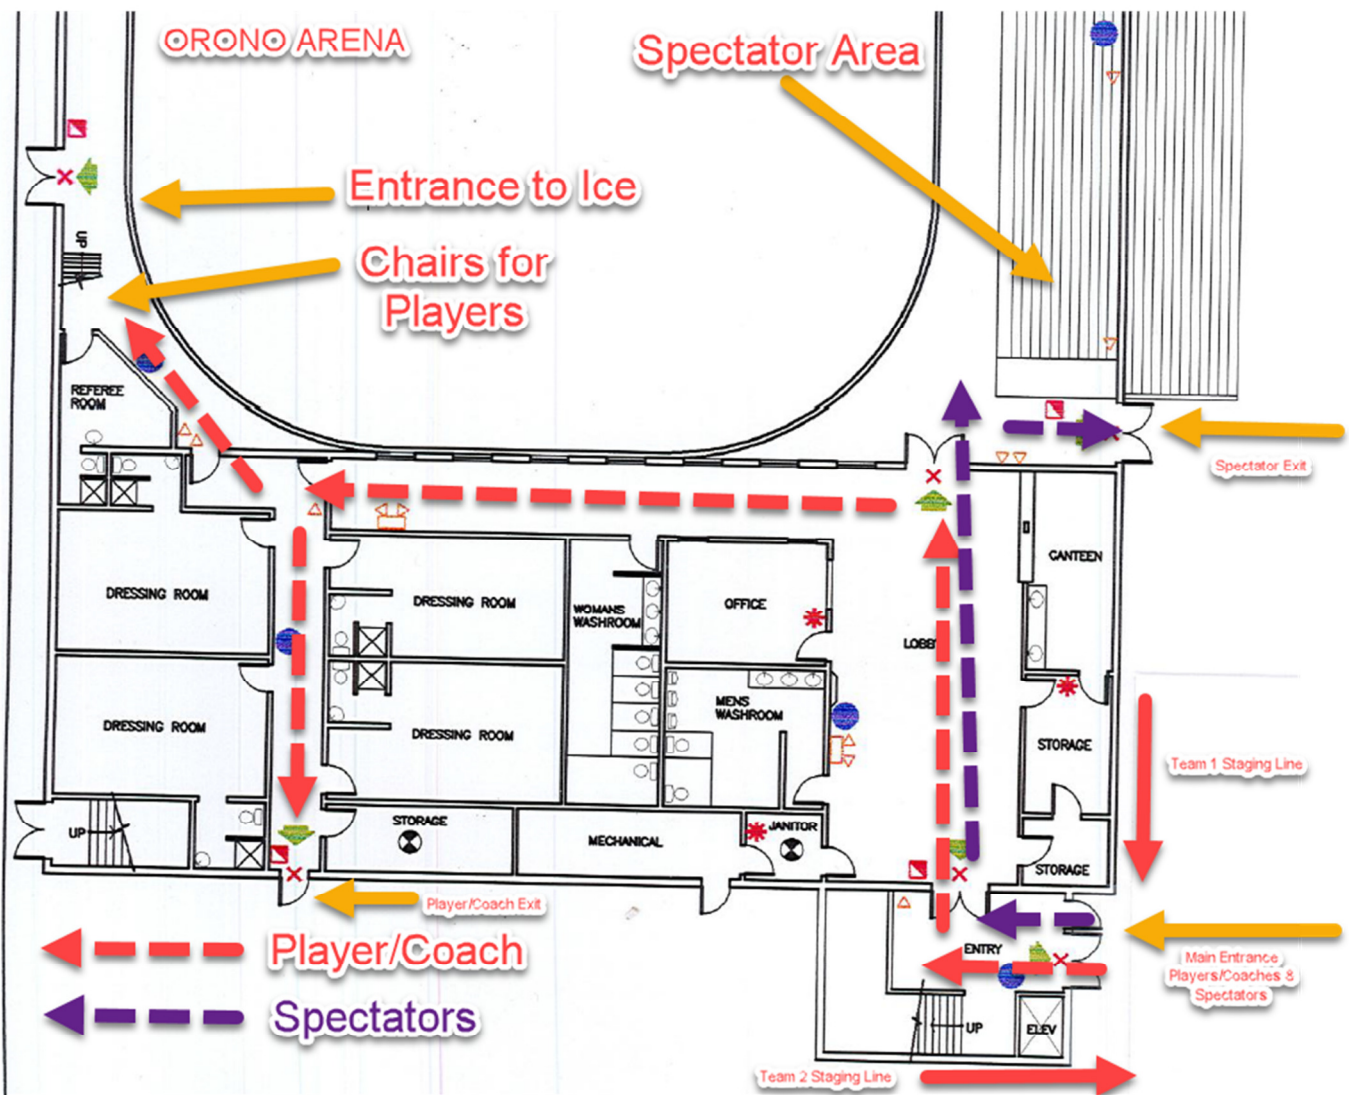 ORONO ARENA
Spectator Area
Entrance to Ice
UP
Chairs for
Players
REFEREE
ROOM
Spectator Exit
CANTEEN
DRESSING ROOM
DRESSING ROOM
WOMANS
WASHROOM
OFFICE
LOBBY
DRESSING ROOM
DRESSING ROOM
MENS
WASHROOM
STORAGE
Team 1 Staging Line
UP
STORAGE
MECHANICAL
JANITOR
STORAGE
Player/Coach Exit
Player/Coach
ENTRY
Main Entrance
Players/Coaches &
Spectators
Spectators
UP
ELEV
Team 2 Staging Line